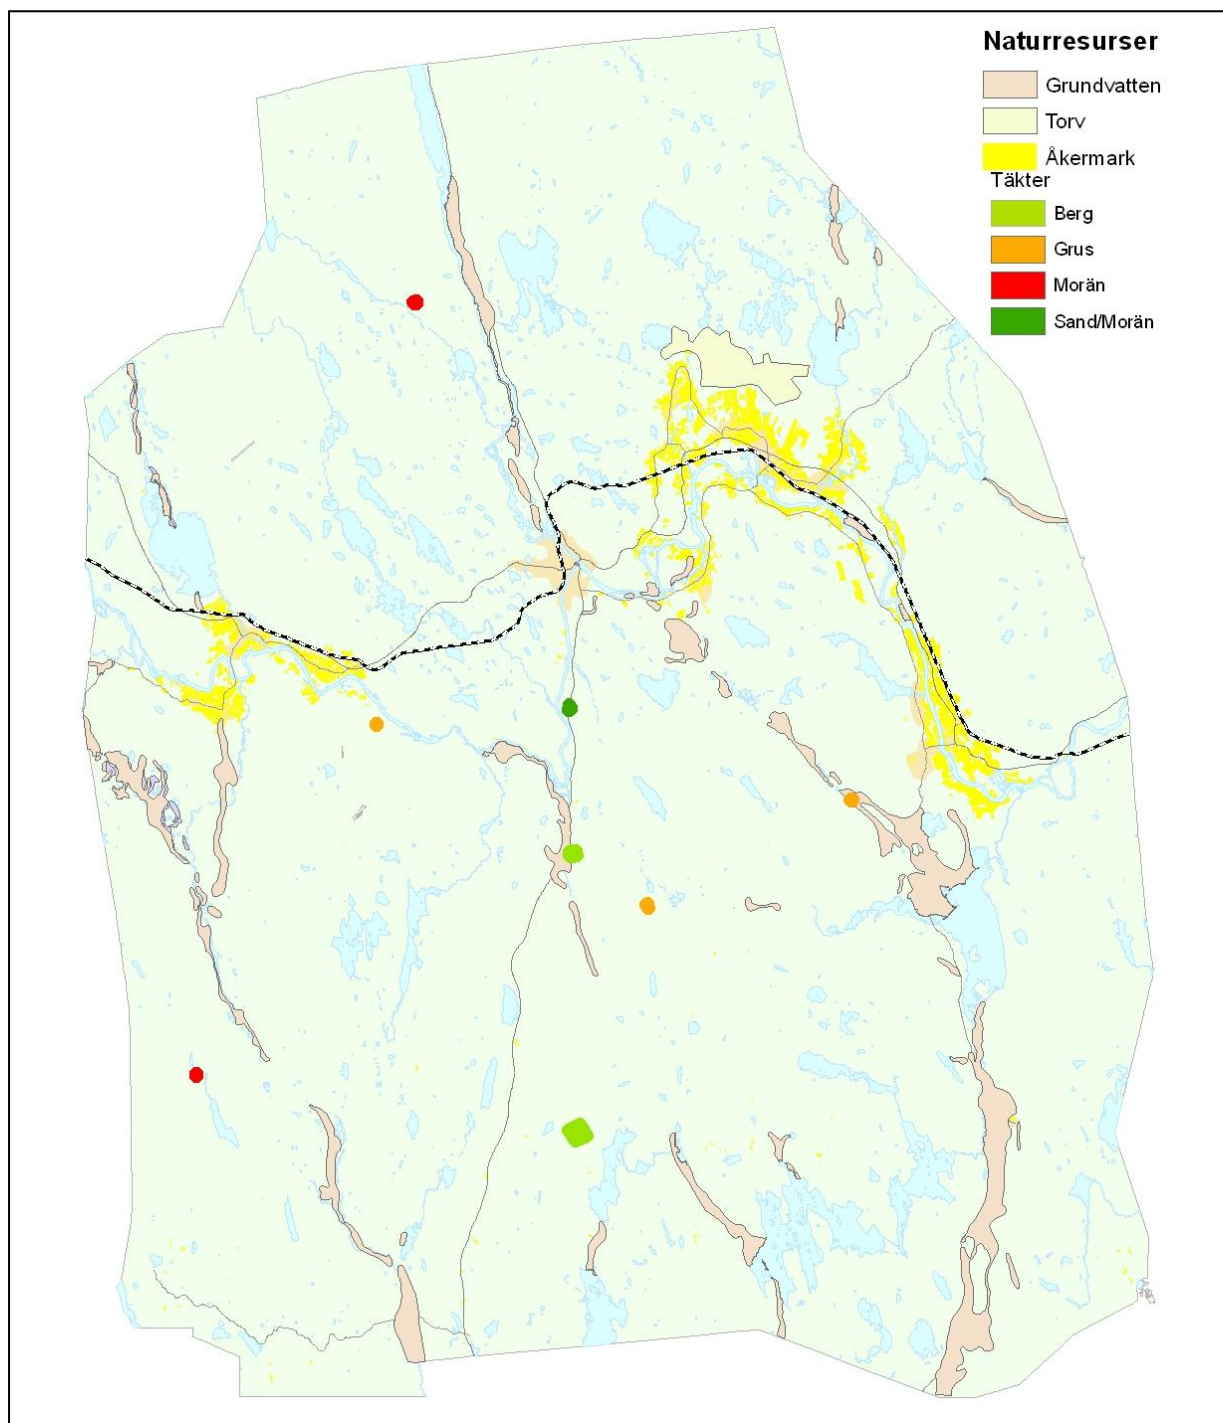 Naturresurser
Grundvatten
Torv
Åkermark
Täkter
Berg
Grus
Morän
Sand/Morän